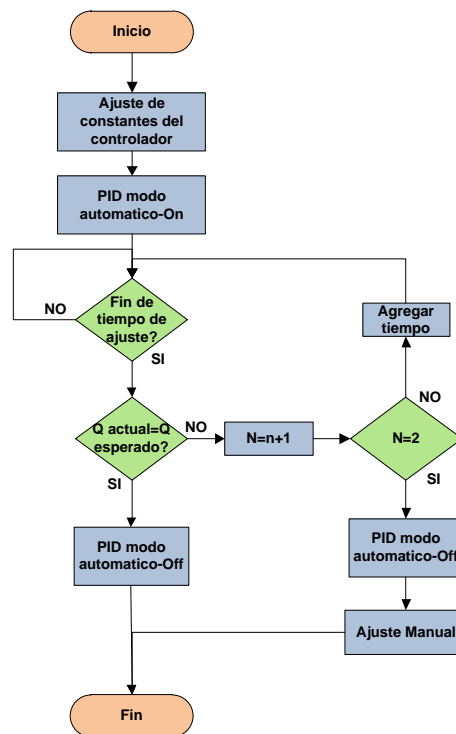 Inicio
Ajuste de
constantes del
controlador
PID modo
automatico-On
Fin de
tiempo de
ajuste?
NO
SI
Agregar
tiempo
NO
Q actual=Q
esperado?
NO
SI
N=n+1
N=2
SI
PID modo
automatico-Off
PID modo
automatico-Off
Ajuste Manual
Fin